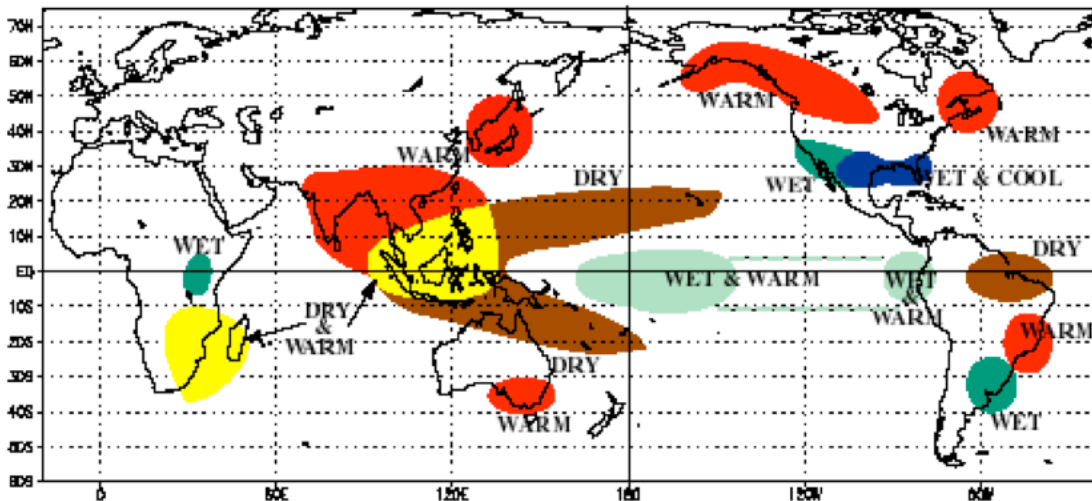 70N
60N
50N
WARM
40N
WARM
30N
WARM
DRY
WET
WET & COOL
20N
10N
WET
DRY
EQ
WET & WARM
WET
&
WARM
10S
DRY
&
WARM
WARM
20S
DRY
30S
40S
WARM
WET
50S
60S
70S
80S
0
60E
120E
180
120W
60W